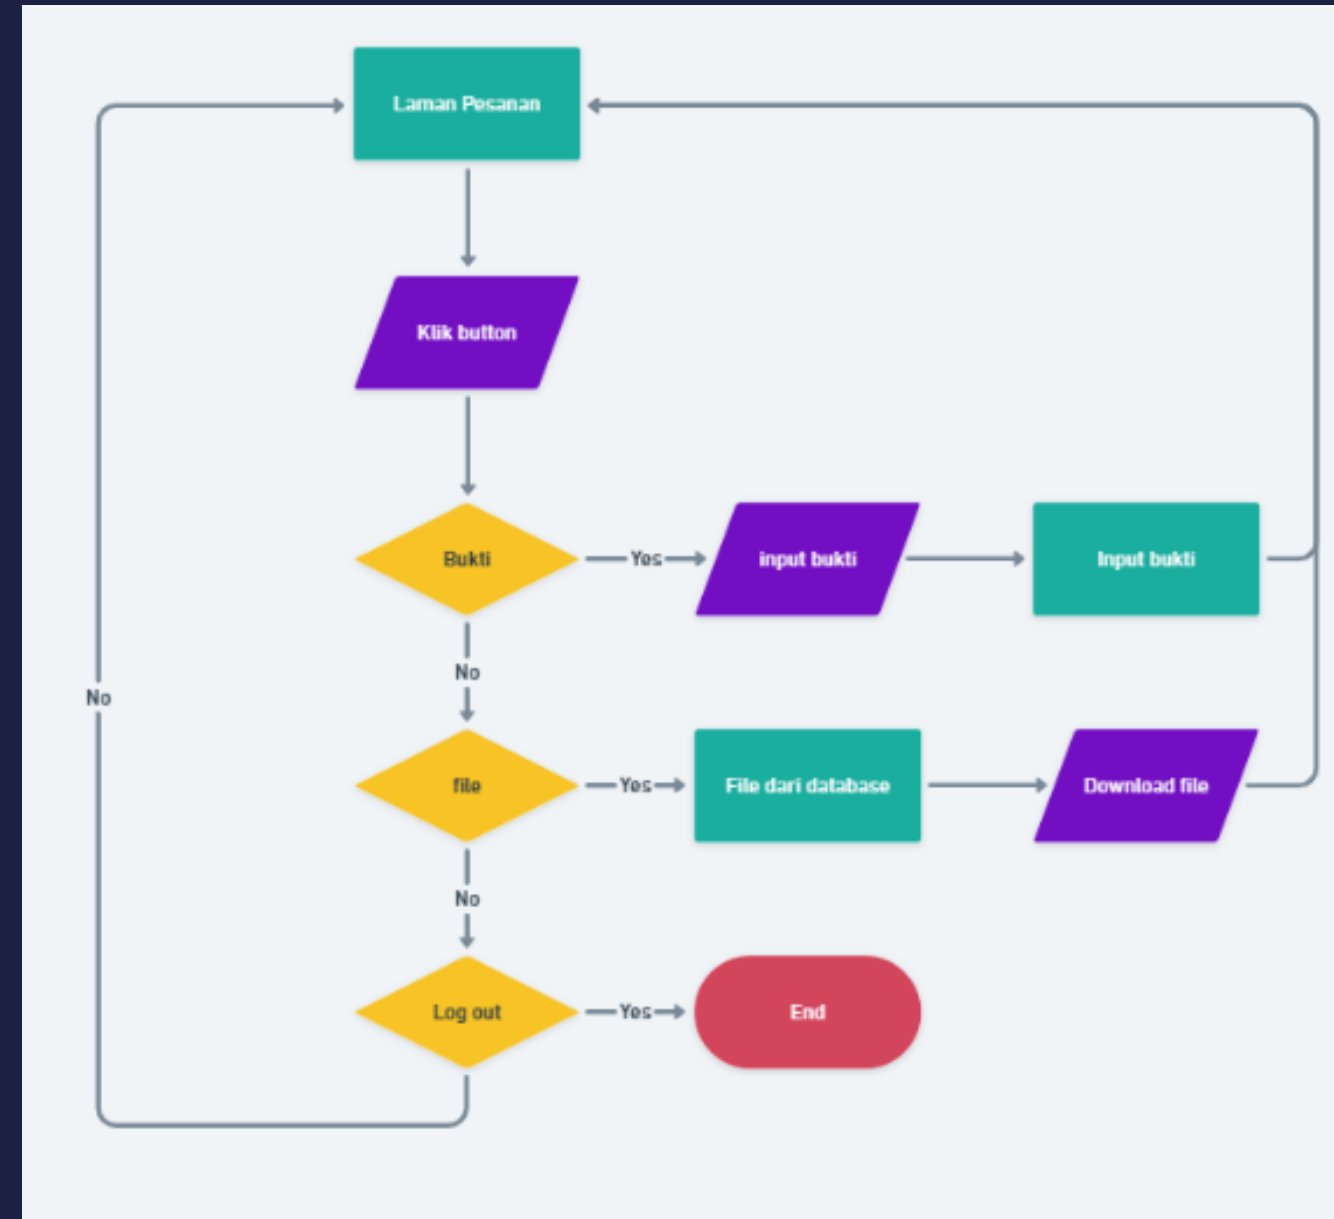 Laman Pesanan
Klik button
Bukti
Yes
input bukti
Input bukti
No
No
file
Yes
File dari database
Download file
No
Log out
Yes
End